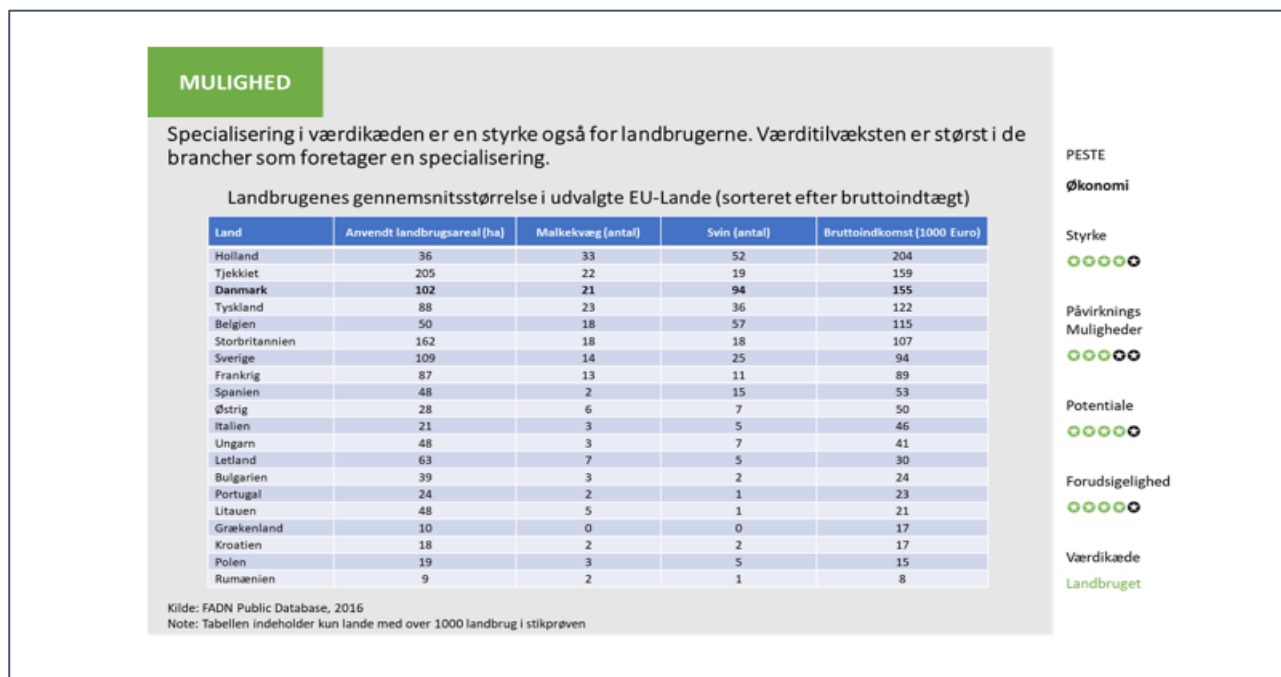 MULIGHED
Specialisering i værdikæden er en styrke også for landbrugerne. Værditilvæksten er størst i de
brancher som foretager en specialisering.
Landbrugenes gennemsnitsstørrelse i udvalgte EU-Lande (sorteret efter bruttoindtægt)
Land Anvendt landbrugsareal (ha) Malkekvæg (antal) Svin (antal) Bruttoindkomst (1000 Euro)
Holland 36 33 52 204
Tjekkiet 205 22 19 159
Danmark 102 21 94 155
Tyskland 88 23 36 122
Belgien 50 18 57 115
Storbritannien 162 18 18 107
Sverige 109 14 25 94
Frankrig 87 13 11 89
Spanien 48 2 15 53
Østrig 28 6 7 50
Italien 21 3 5 46
Ungarn 48 3 7 41
Letland 63 7 5 30
Bulgarien 39 3 2 24
Portugal 24 2 1 23
Litauen 48 5 1 21
Grækenland 10 0 0 17
Kroatien 18 2 2 17
Polen 19 3 5 15
Rumænien 9 2 1 8
Kilde: FADN Public Database, 2016
Note: Tabellen indeholder kun lande med over 1000 landbrug i stikprøven
PESTE
Økonomi
Styrke
Påvirknings
Muligheder
Potentiale
Forudsigelighed
Værdikæde
Landbruget